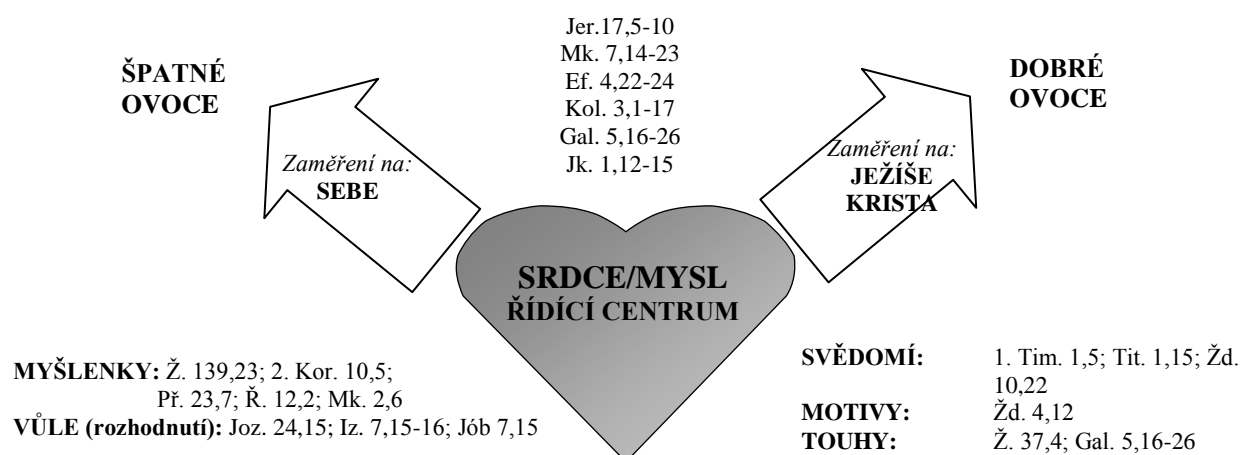 Jer.17,5-10
Mk. 7,14-23
Ef. 4,22-24
Kol. 3,1-17
Gal. 5,16-26
Jk. 1,12-15
ŠPATNÉ
OVOCE
Zaměření na:
SEBE
DOBRÉ
OVOCE
Zaměření na:
JEŽÍŠE
KRISTA
SRDCE/MYSL
ŘÍDÍCÍ CENTRUM
MYŠLENKY: Ž. 139,23; 2. Kor. 10,5;
Př. 23,7; Ř. 12,2; Mk. 2,6
VŮLE (rozhodnutí): Joz. 24,15; Iz. 7,15-16; Jób 7,15
SVĚDOMÍ: 1. Tim. 1,5; Tit. 1,15; Žd.
10,22
MOTIVY: Žd. 4,12
TOUHY: Ž. 37,4; Gal. 5,16-26